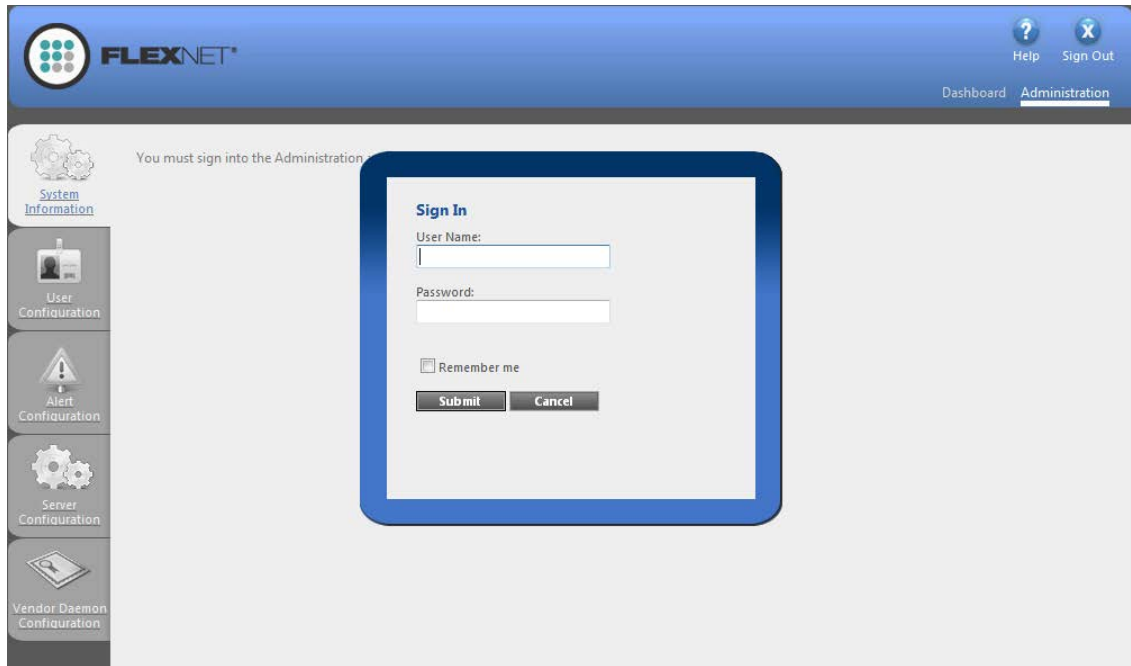 FLEXNET®
? X
Help Sign Out
Dashboard Administration
System
Information
You must sign into the Administration
User
Configuration
Alert
Configuration
Server
Configuration
Vendor Daemon
Configuration
Sign In
User Name:
Password:
Remember me
Submit Cancel